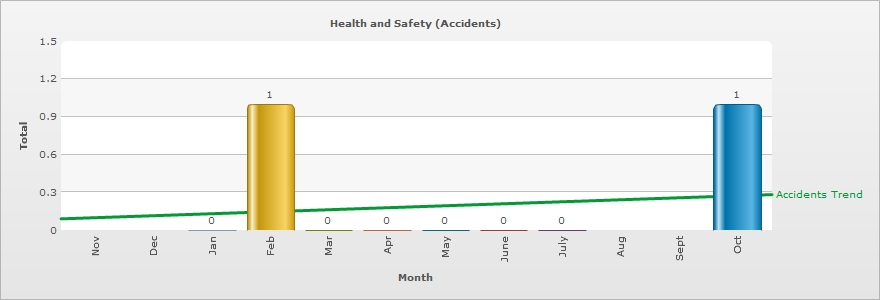 Health and Safety (Accidents)
1.5
1.2
0.9
0.6
0.3
0
Total
1
1
0
0
0
0
0
0
Accidents Trend
Nov
Dec
Jan
Feb
Mar
Apr
May
June
July
Aug
Sept
Oct
Month